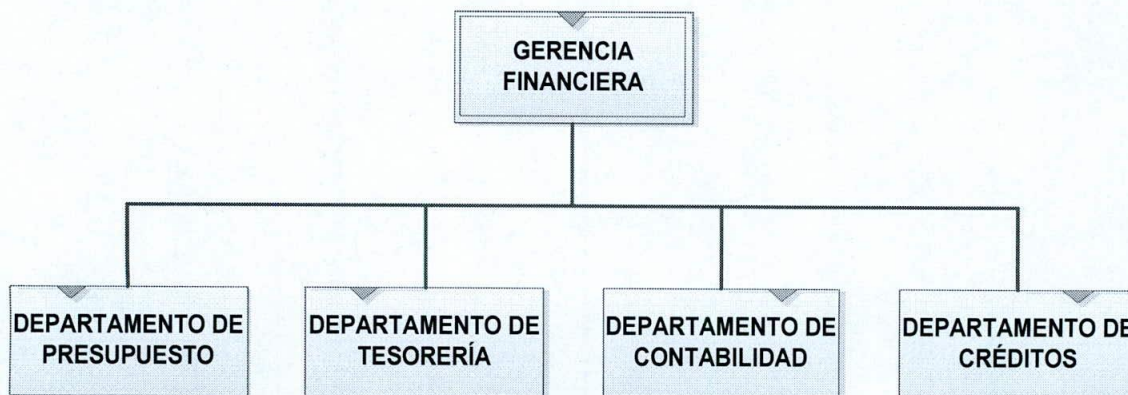 GERENCIA
FINANCIERA
DEPARTAMENTO DE
PRESUPUESTO
DEPARTAMENTO DE
TESORERÍA
DEPARTAMENTO DE
CONTABILIDAD
DEPARTAMENTO DE
CRÉDITOS